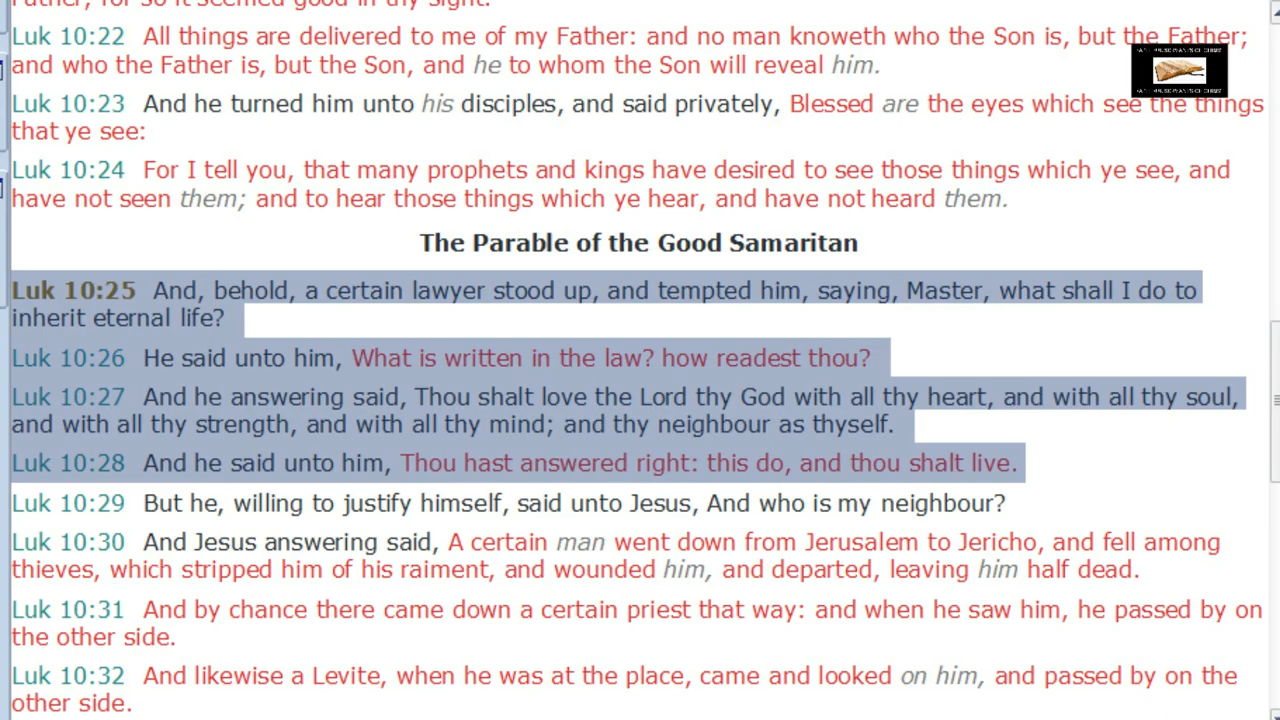 Father; for so it seemed good in thy sight.
Luk 10:22 All things are delivered to me of my Father: and no man knoweth who the Son is, but the Father;
and who the Father is, but the Son, and he to whom the Son will reveal him.
Luk 10:23 And he turned him unto his disciples, and said privately, Blessed are the eyes which see the things
that ye see:
Luk 10:24 For I tell you, that many prophets and kings have desired to see those things which ye see, and
have not seen them; and to hear those things which ye hear, and have not heard them.
The Parable of the Good Samaritan
Luk 10:25 And, behold, a certain lawyer stood up, and tempted him, saying, Master, what shall I do to
inherit eternal life?
Luk 10:26 He said unto him, What is written in the law? how readest thou?
Luk 10:27 And he answering said, Thou shalt love the Lord thy God with all thy heart, and with all thy soul,
and with all thy strength, and with all thy mind; and thy neighbour as thyself.
Luk 10:28 And he said unto him, Thou hast answered right: this do, and thou shalt live.
Luk 10:29 But he, willing to justify himself, said unto Jesus, And who is my neighbour?
Luk 10:30 And Jesus answering said, A certain man went down from Jerusalem to Jericho, and fell among
thieves, which stripped him of his raiment, and wounded him, and departed, leaving him half dead.
Luk 10:31 And by chance there came down a certain priest that way: and when he saw him, he passed by on
the other side.
Luk 10:32 And likewise a Levite, when he was at the place, came and looked on him, and passed by on the
other side.